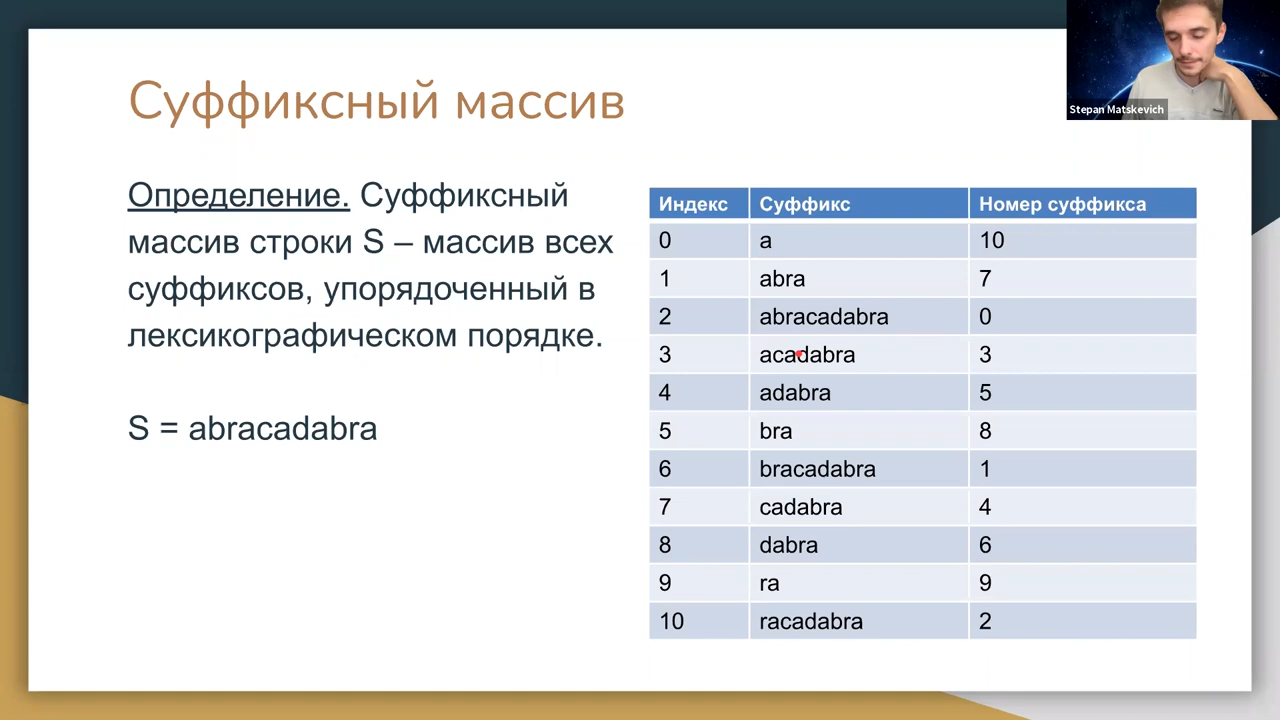 Суффиксный массив
Stepan Matskevich
Определение. Суффиксный
массив строки S – массив всех
суффиксов, упорядоченный в
лексикографическом порядке.
S = abracadabra
Индекс Суффикс Номер суффикса
0 a 10
1 abra 7
2 abracadabra 0
3 acadabra 3
4 adabra 5
5 bra 8
6 bracadabra 1
7 cadabra 4
8 dabra 6
9 ra 9
10 racadabra 2